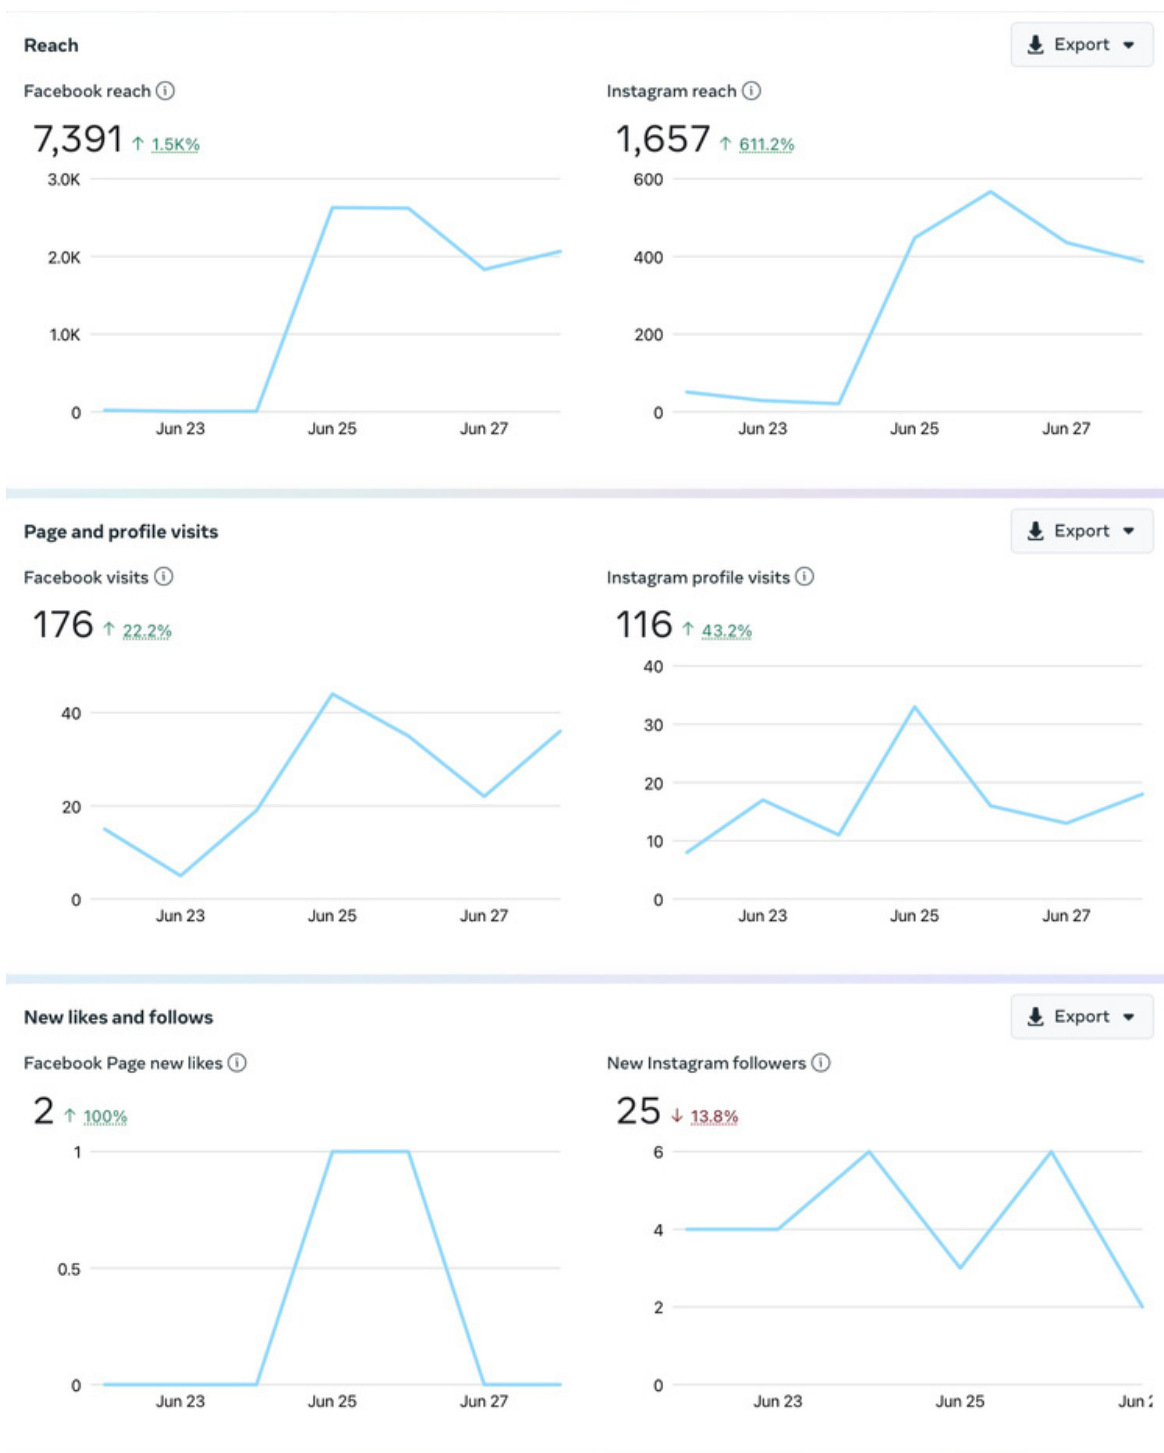 Reach
Export
Facebook reach
7,391 ↑ 1.5K%
3.0K
2.0K
1.0K
0
Jun 23 Jun 25 Jun 27
Instagram reach
1,657 ↑ 611.2%
600
400
200
0
Jun 23 Jun 25 Jun 27
Page and profile visits
Export
Facebook visits
176 ↑ 22.2%
40
20
0
Jun 23 Jun 25 Jun 27
Instagram profile visits
116 ↑ 43.2%
40
30
20
10
0
Jun 23 Jun 25 Jun 27
New likes and follows
Export
Facebook Page new likes
2 ↑ 100%
1
0.5
0
Jun 23 Jun 25 Jun 27
New Instagram followers
25 ↓ 13.8%
6
4
2
0
Jun 23 Jun 25 Jun